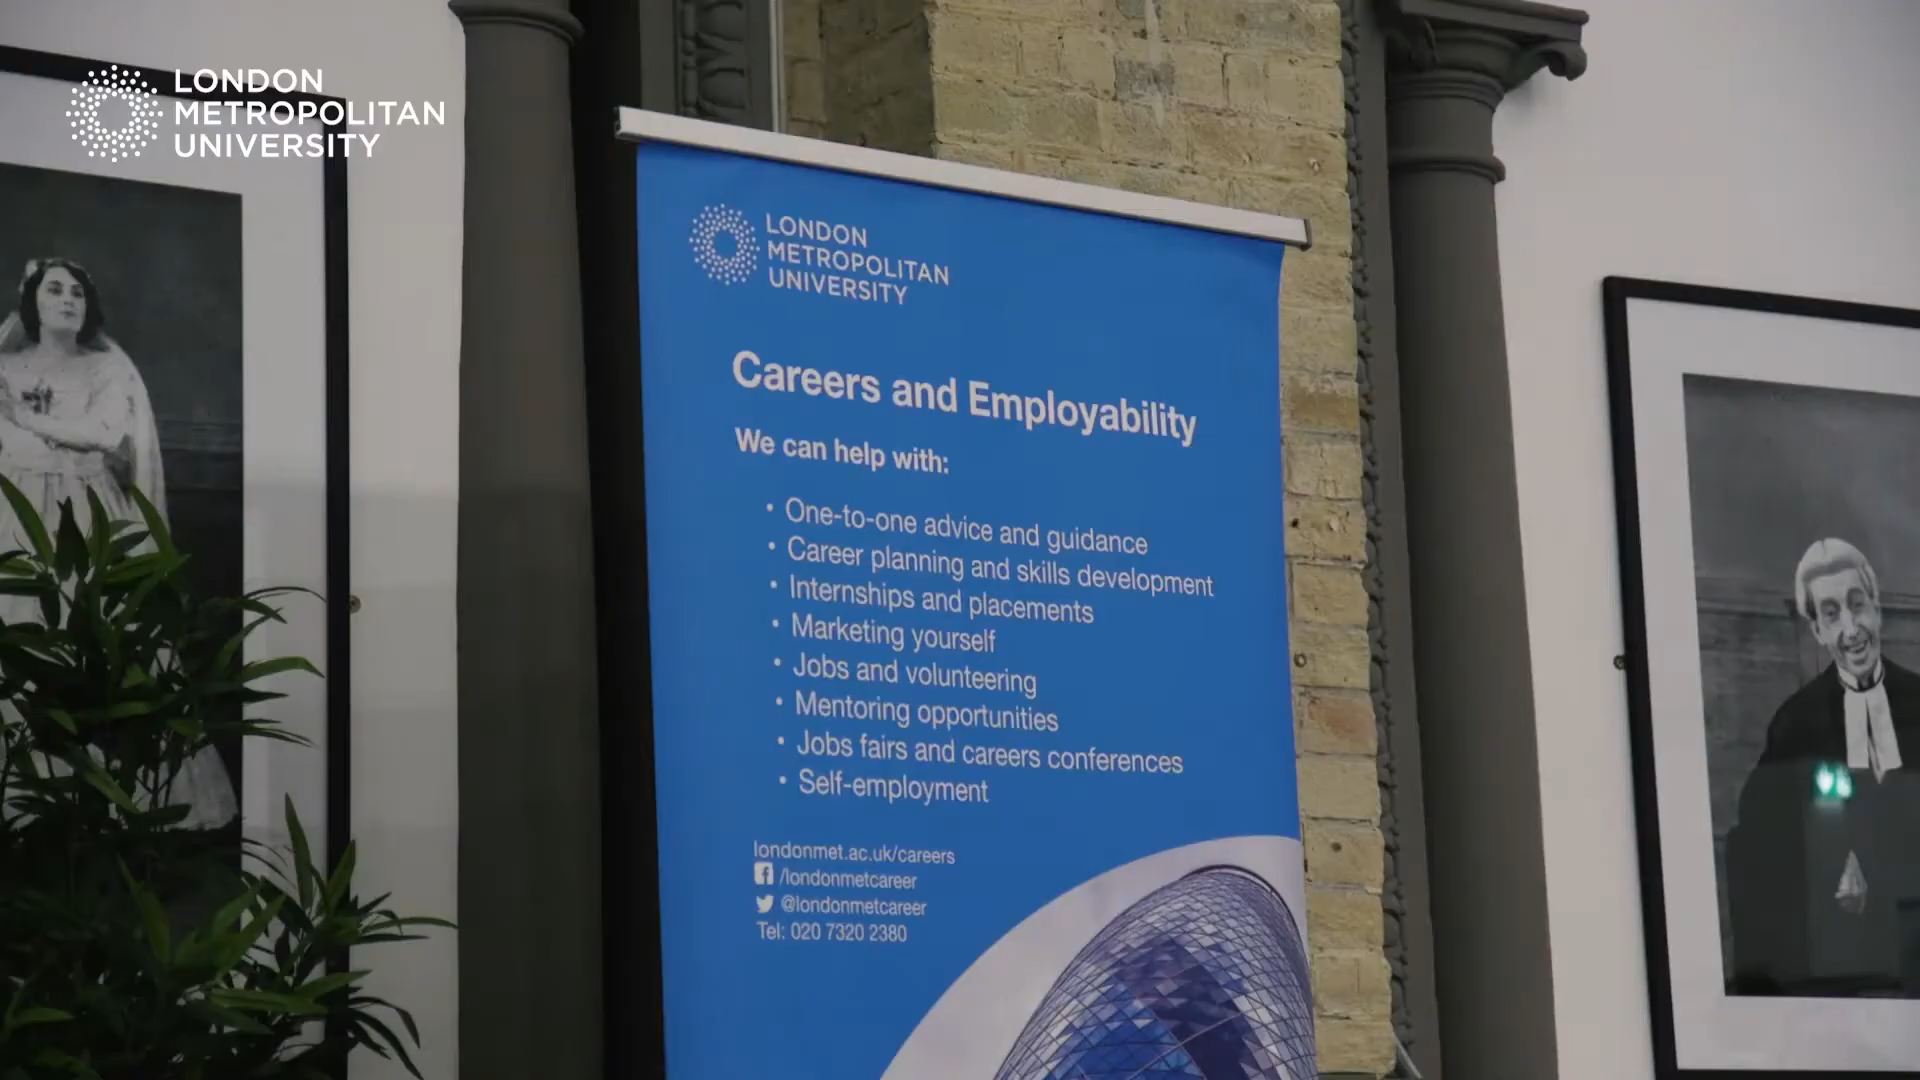 LONDON
METROPOLITAN
UNIVERSITY
LONDON
METROPOLITAN
UNIVERSITY
Careers and Employability
We can help with:
• One-to-one advice and guidance
• Career planning and skills development
• Internships and placements
• Marketing yourself
• Jobs and volunteering
• Mentoring opportunities
• Jobs fairs and careers conferences
• Self-employment
londonmet.ac.uk/careers
/londonmetcareer
@londonmetcareer
Tel: 020 7320 2380